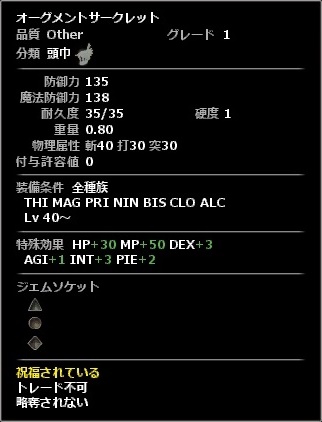 オーグメントサークレット
品質 Other グレード 1
分類 頭巾
防御力 135
魔法防御力 138
耐久度 35/35 硬度 1
重量 0.80
物理属性 斬40 打30 突30
付与許容値 0
装備条件 全種族
THI MAG PRI NIN BIS CLO ALC
Lv 40～
特殊効果 HP+30 MP+50 DEX+3
AGI+1 INT+3 PIE+2
ジェムソケット
祝福されている
トレード不可
略奪されない